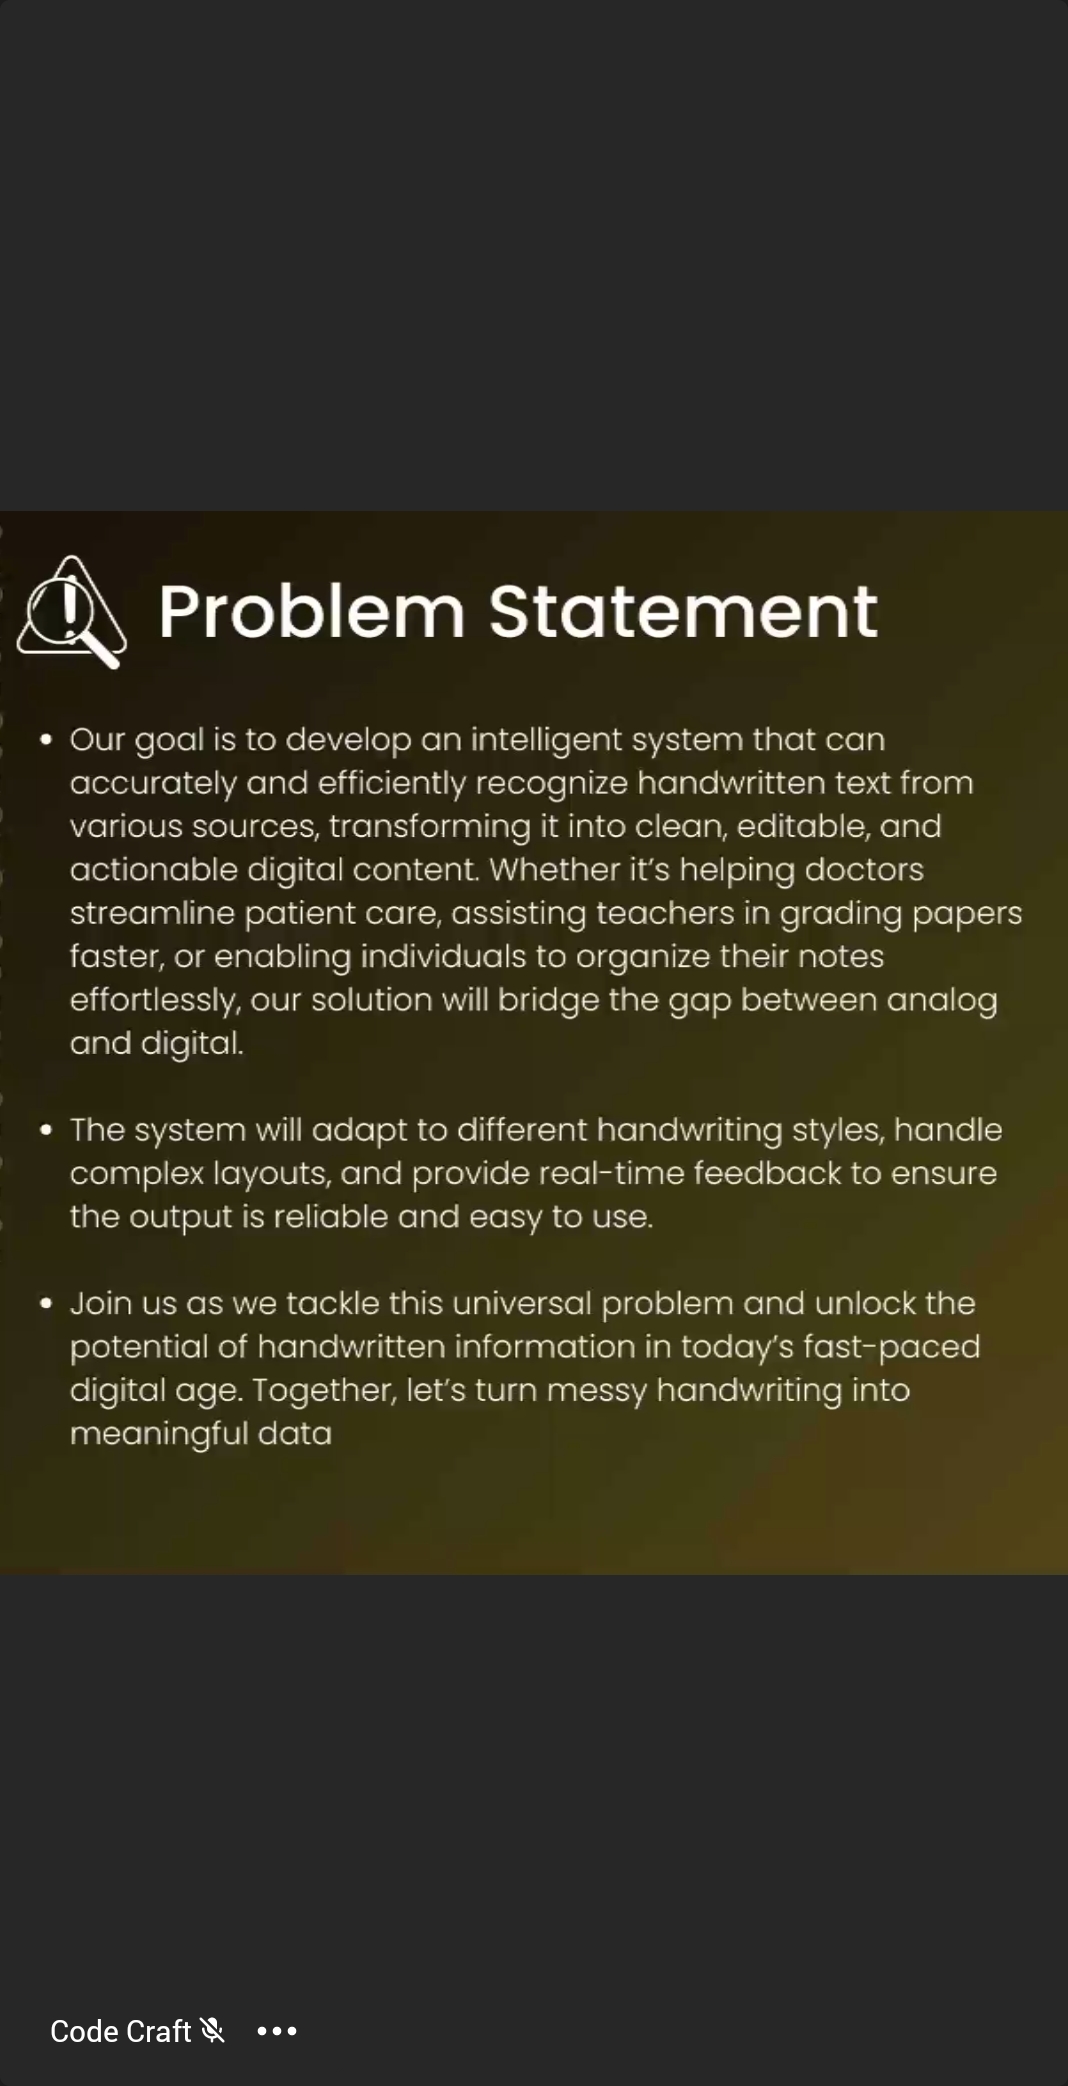 Problem Statement
• Our goal is to develop an intelligent system that can
accurately and efficiently recognize handwritten text from
various sources, transforming it into clean, editable, and
actionable digital content. Whether it's helping doctors
streamline patient care, assisting teachers in grading papers
faster, or enabling individuals to organize their notes
effortlessly, our solution will bridge the gap between analog
and digital.
• The system will adapt to different handwriting styles, handle
complex layouts, and provide real-time feedback to ensure
the output is reliable and easy to use.
• Join us as we tackle this universal problem and unlock the
potential of handwritten information in today's fast-paced
digital age. Together, let's turn messy handwriting into
meaningful data
Code Craft